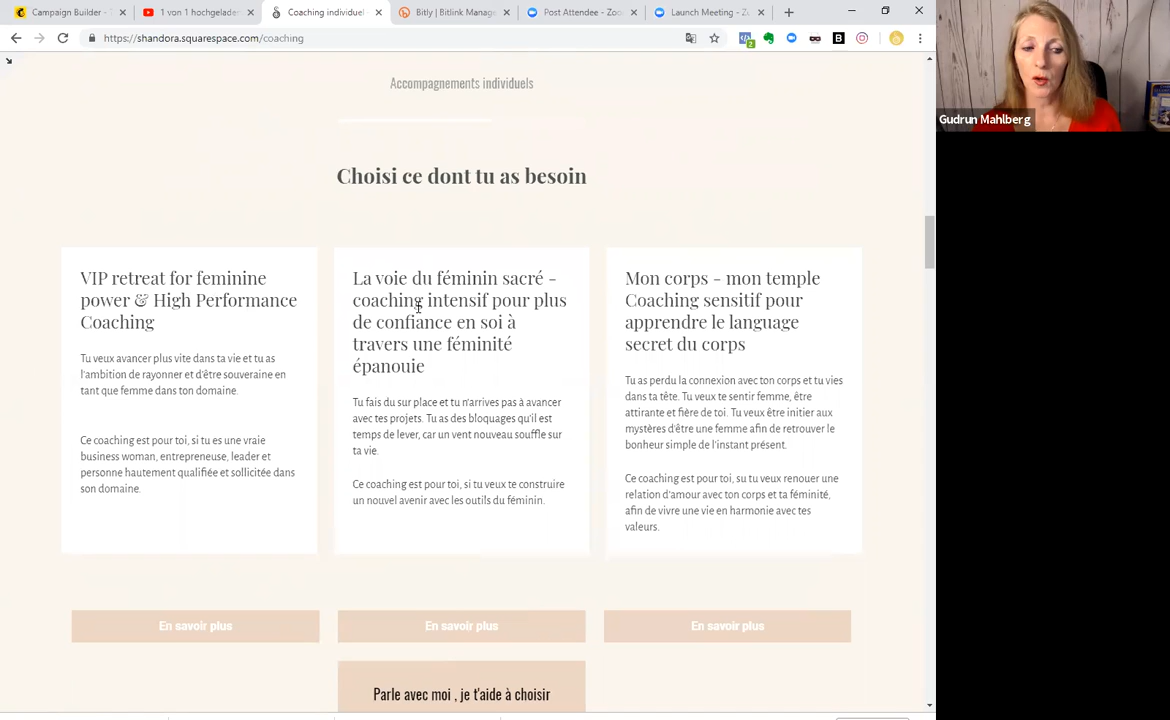 Campaign Builder -
1 von 1 hochgelade
Coaching individuel
Bitly | Bitlink Manage
Post Attendee - Zoo
Launch Meeting - Z
https://shandora.squarespace.com/coaching
2
Gudrun Mahlberg
Accompagnements individuels
Choisi ce dont tu as besoin
VIP retreat for feminine
power & High Performance
Coaching
Tu veux avancer plus vite dans ta vie et tu as
l'ambition de rayonner et d'être souveraine en
tant que femme dans ton domaine.
Ce coaching est pour toi, si tu es une vraie
business woman, entrepreneuse, leader et
personne hautement qualifiée et sollicitée dans
son domaine.
En savoir plus
La voie du féminin sacré -
coaching intensif pour plus
de confiance en soi à
travers une féminité
épanouie
Tu fais du sur place et tu n'arrives pas à avancer
avec tes projets. Tu as des bloquages qu'il est
temps de lever, car un vent nouveau souffle sur
ta vie.
Ce coaching est pour toi, si tu veux te construire
un nouvel avenir avec les outils du féminin.
En savoir plus
Mon corps - mon temple
Coaching sensitif pour
apprendre le language
secret du corps
Tu as perdu la connexion avec ton corps et tu vies
dans ta tête. Tu veux te sentir femme, être
attirante et fière de toi. Tu veux être initier aux
mystères d'être une femme afin de retrouver le
bonheur simple de l'instant présent.
Ce coaching est pour toi, su tu veux renouer une
relation d'amour avec ton corps et ta féminité,
afin de vivre une vie en harmonie avec tes
valeurs.
En savoir plus
Parle avec moi , je t'aide à choisir